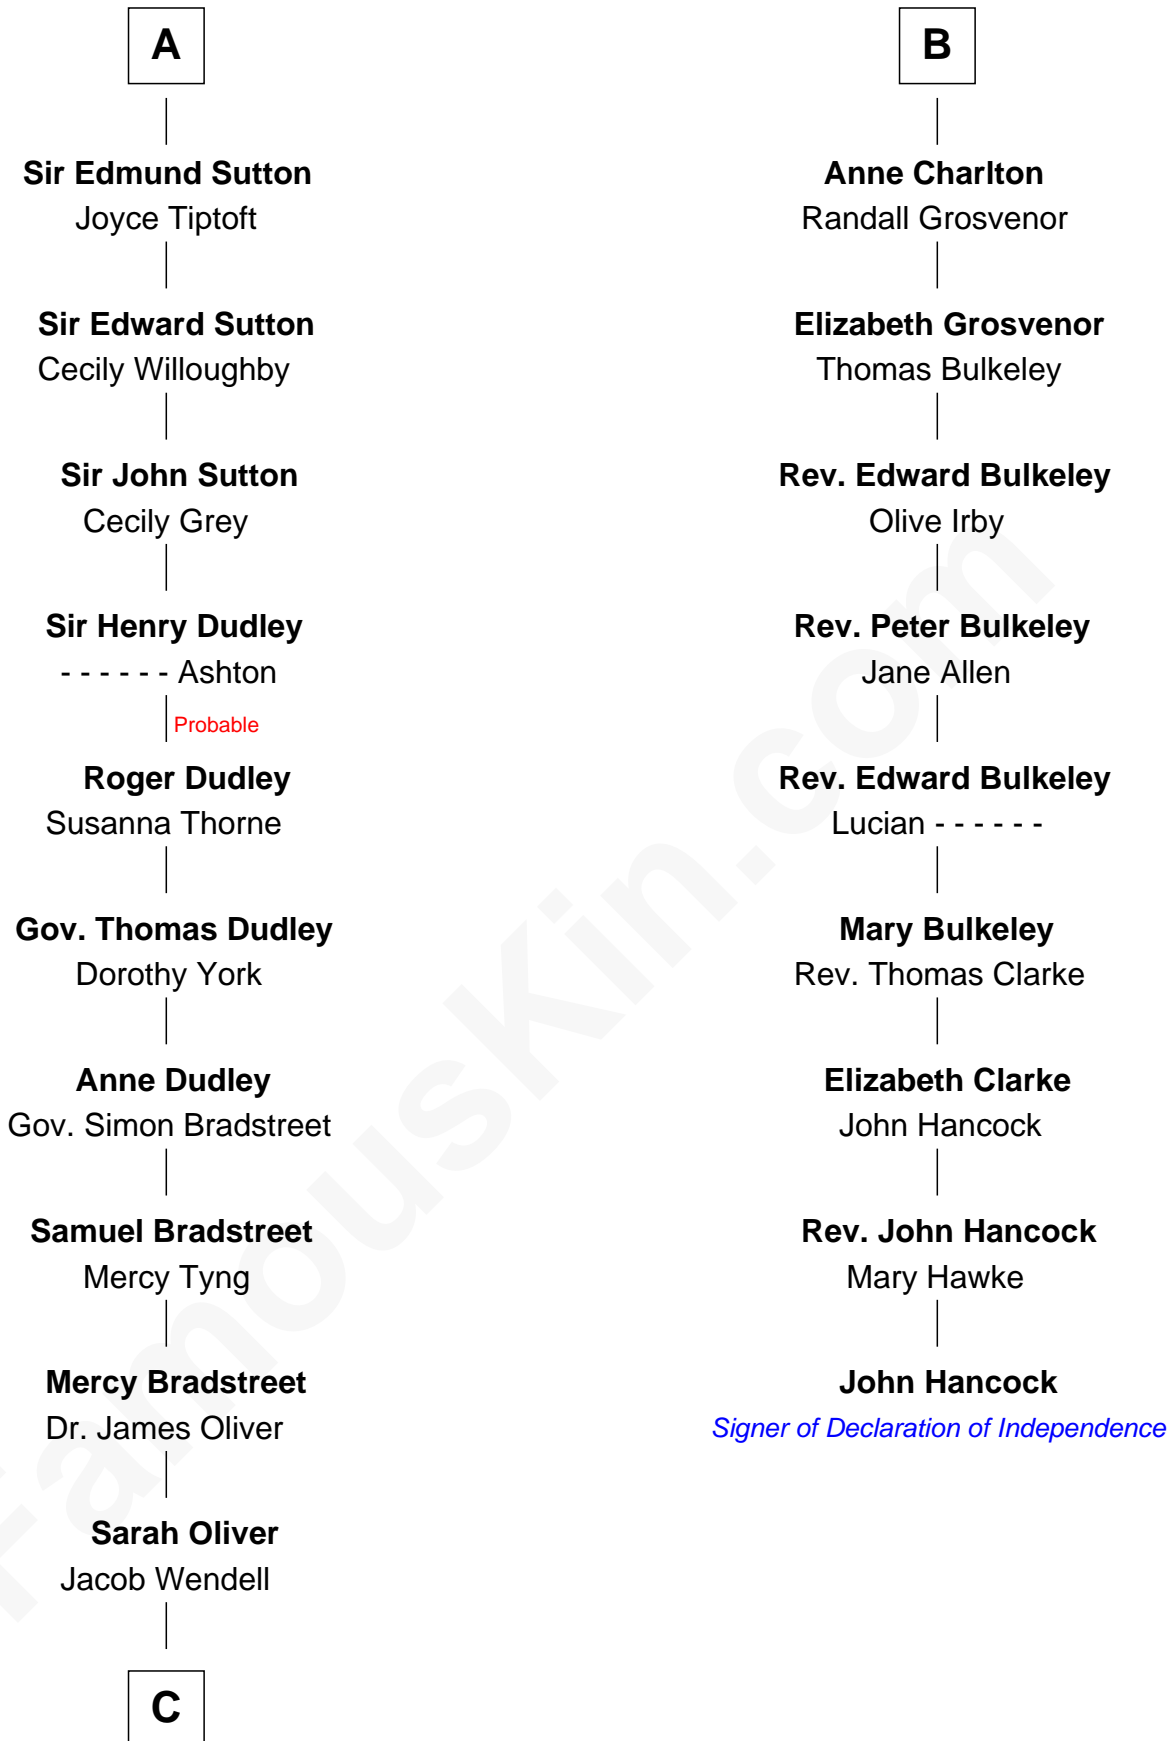 A
Sir Edmund Sutton
Joyce Tiptoft
Sir Edward Sutton
Cecily Willoughby
Sir John Sutton
Cecily Grey
Sir Henry Dudley
- - - - - - Ashton
Probable
Roger Dudley
Susanna Thorne
Gov. Thomas Dudley
Dorothy York
Anne Dudley
Gov. Simon Bradstreet
Samuel Bradstreet
Mercy Tyng
Mercy Bradstreet
Dr. James Oliver
Sarah Oliver
Jacob Wendell
C
B
Anne Charlton
Randall Grosvenor
Elizabeth Grosvenor
Thomas Bulkeley
Rev. Edward Bulkeley
Olive Irby
Rev. Peter Bulkeley
Jane Allen
Rev. Edward Bulkeley
Lucian - - - - - -
Mary Bulkeley
Rev. Thomas Clarke
Elizabeth Clarke
John Hancock
Rev. John Hancock
Mary Hawke
John Hancock
Signer of Declaration of Independence
FamousKin.com